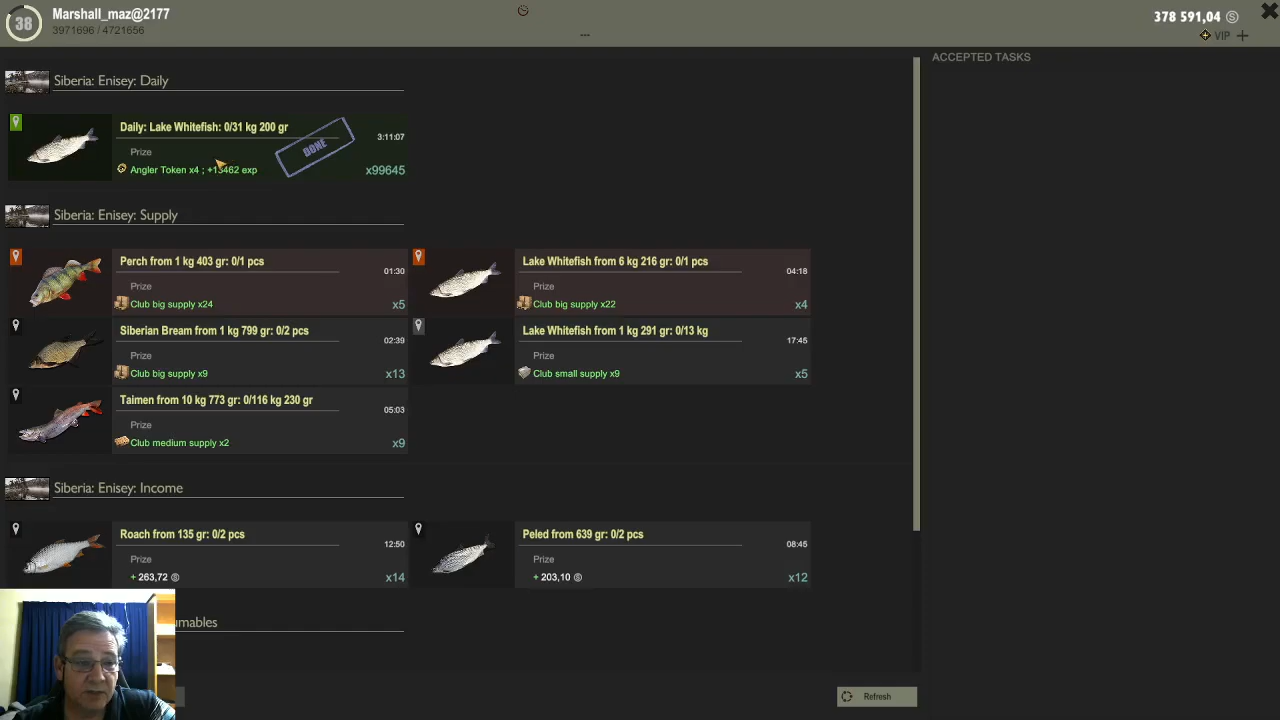 38
Marshall_maz@2177
3971696 / 4721656
378 591,04
VIP
Siberia: Enisey: Daily
ACCEPTED TASKS
Daily: Lake Whitefish: 0/31 kg 200 gr
DONE
3:11:07
Prize
Angler Token x4 ; +13462 exp
x99645
Siberia: Enisey: Supply
Perch from 1 kg 403 gr: 0/1 pcs
01:30
Prize
Club big supply x24
x5
Lake Whitefish from 6 kg 216 gr: 0/1 pcs
04:18
Prize
Club big supply x22
x4
Siberian Bream from 1 kg 799 gr: 0/2 pcs
02:39
Prize
Club big supply x9
x13
Lake Whitefish from 1 kg 291 gr: 0/13 kg
17:45
Prize
Club small supply x9
x5
Taimen from 10 kg 773 gr: 0/116 kg 230 gr
05:03
Prize
Club medium supply x2
x9
Siberia: Enisey: Income
Roach from 135 gr: 0/2 pcs
12:50
Prize
+ 263,72
x14
Peled from 639 gr: 0/2 pcs
08:45
Prize
+ 203,10
x12
umables
Refresh